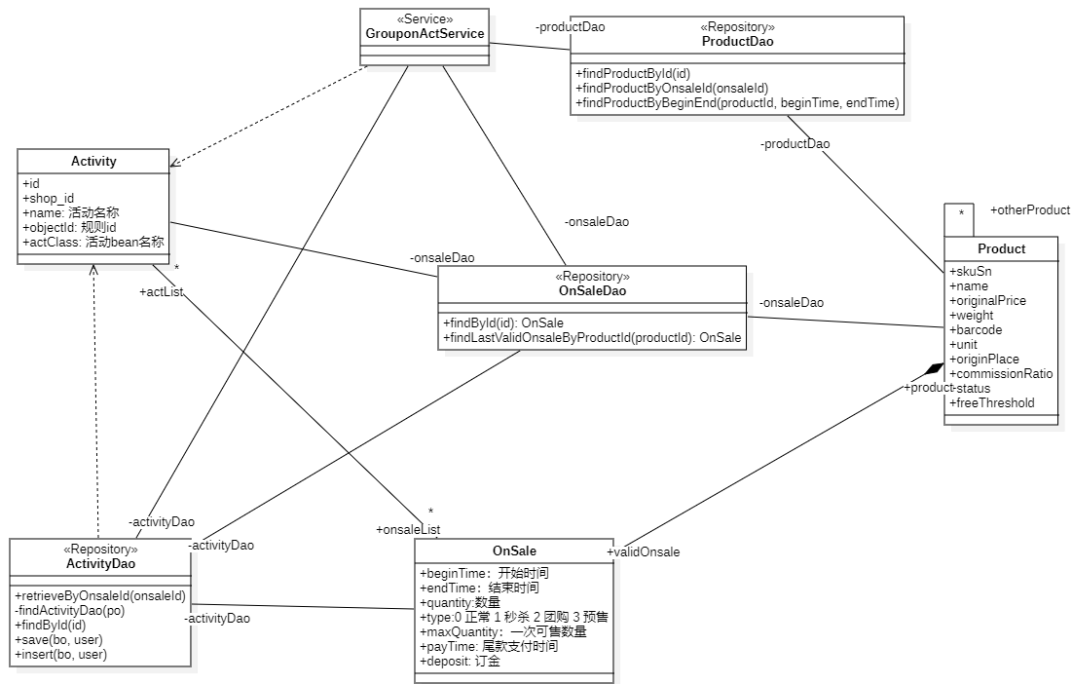 «Service»
GrouponActService
-productDao
«Repository»
ProductDao
+findProductById(id)
+findProductByOnsaleId(onsaleId)
+findProductByBeginEnd(productId, beginTime, endTime)
-productDao
Activity
+id
+shop_id
+name: 活动名称
+objectId: 规则id
+actClass: 活动bean名称
*
+actList
-onsaleDao
-onsaleDao
«Repository»
OnSaleDao
+findById(id): OnSale
+findLastValidOnsaleByProductId(productId): OnSale
-onsaleDao
*
+otherProduct
Product
+skuSn
+name
+originalPrice
+weight
+barcode
+unit
+originPlace
+commissionRatio
-status
+freeThreshold
+product
-activityDao
-activityDao
*
+onsaleList
+validOnsale
«Repository»
ActivityDao
+retrieveByOnsaleId(onsaleId)
-findActivityDao(po)
+findById(id)
+save(bo, user)
+insert(bo, user)
-activityDao
OnSale
+beginTime：开始时间
+endTime：结束时间
+quantity:数量
+type:0 正常 1 秒杀 2 团购 3 预售
+maxQuantity：一次可售数量
+payTime: 尾款支付时间
+deposit: 订金